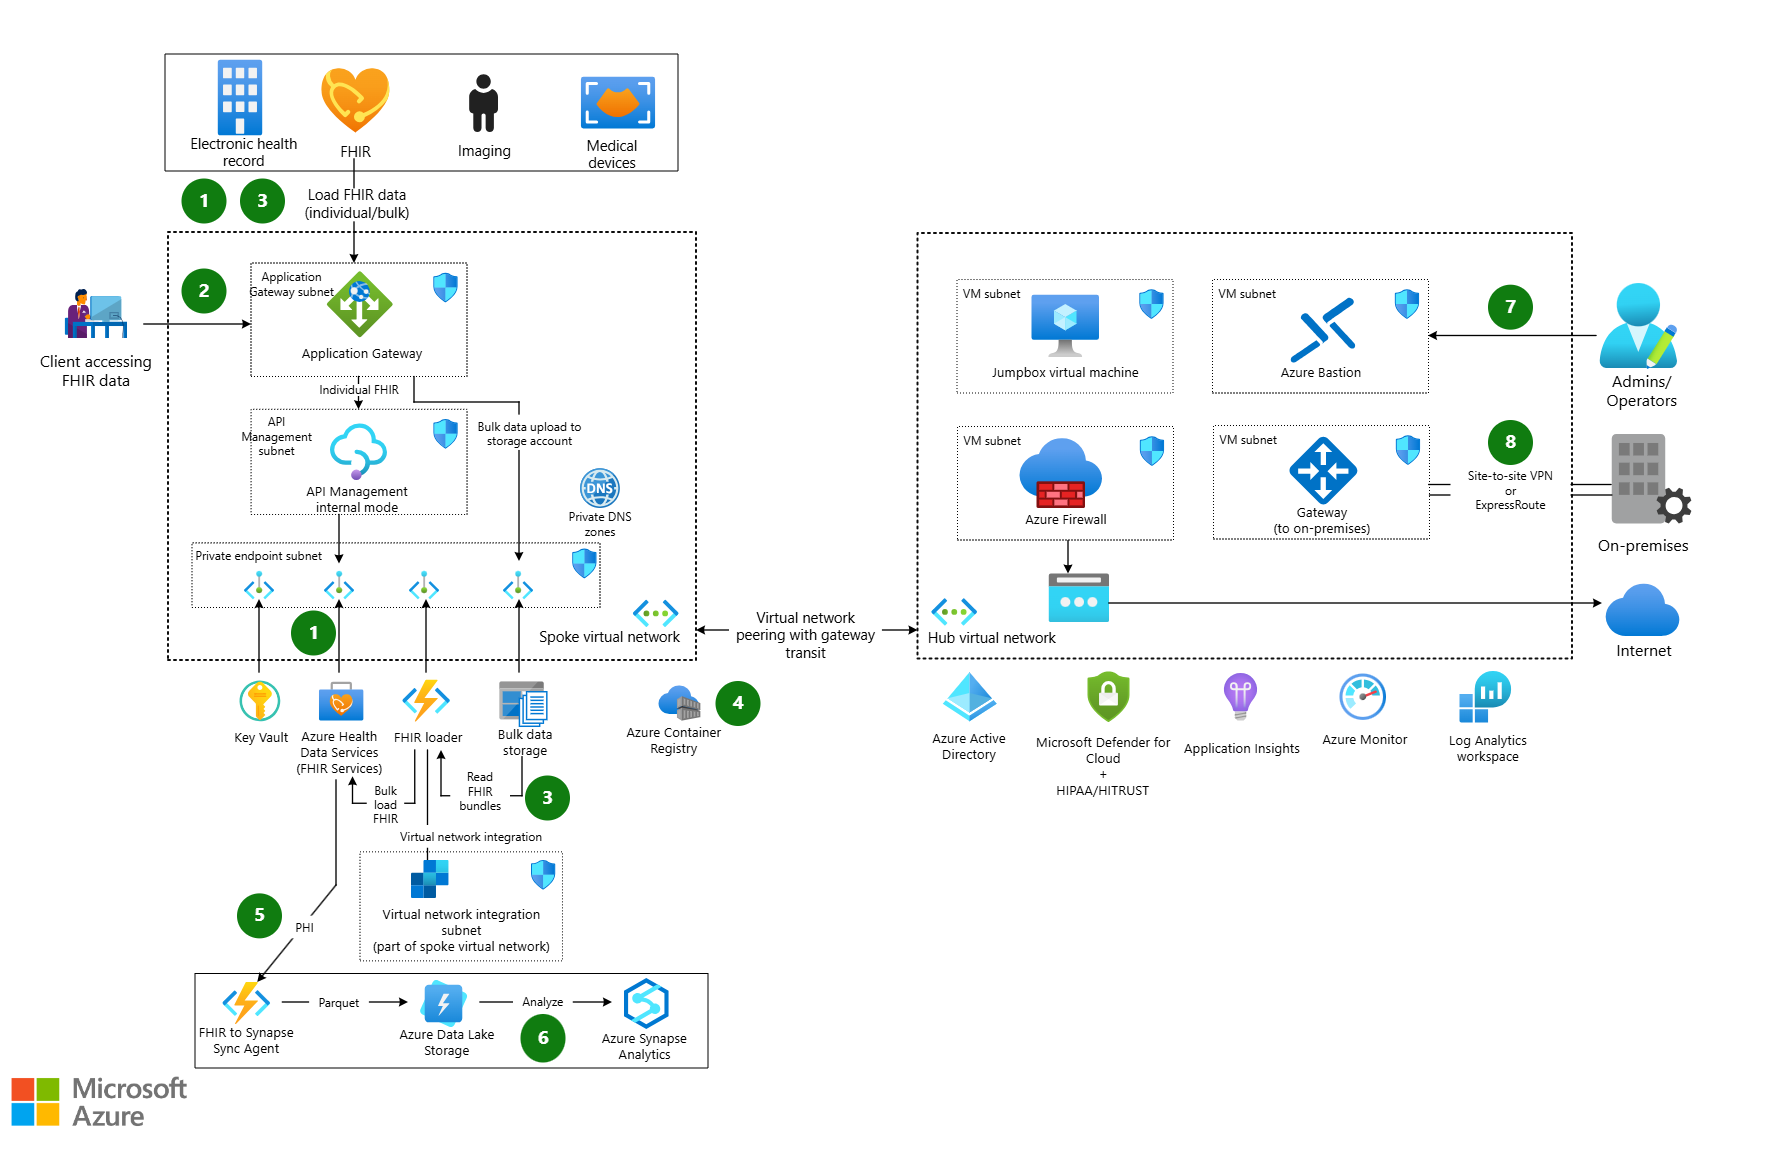 Electronic health
record
FHIR
Imaging
Medical
devices
1
3
Load FHIR data
(individual/bulk)
2
Client accessing
FHIR data
Application
Gateway subnet
Application Gateway
Individual FHIR
API
Management
subnet
API Management
internal mode
Bulk data upload to
storage account
DNS
Private DNS
zones
Private endpoint subnet
1
Spoke virtual network
Virtual network
peering with gateway
transit
VM subnet
Jumpbox virtual machine
VM subnet
Azure Bastion
7
Admins/
Operators
VM subnet
Azure Firewall
VM subnet
Gateway
(to on-premises)
8
Site-to-site VPN
or
ExpressRoute
On-premises
Hub virtual network
Internet
Key Vault
Azure Health
Data Services
(FHIR Services)
FHIR loader
Bulk data
storage
Azure Container
Registry
4
Azure Active
Directory
Microsoft Defender for
Cloud
+
HIPAA/HITRUST
Application Insights
Azure Monitor
Log Analytics
workspace
Bulk
load
FHIR
Read
FHIR
bundles
3
Virtual network integration
Virtual network integration
subnet
(part of spoke virtual network)
5
PHI
FHIR to Synapse
Sync Agent
Parquet
Azure Data Lake
Storage
Analyze
6
Azure Synapse
Analytics
Microsoft
Azure